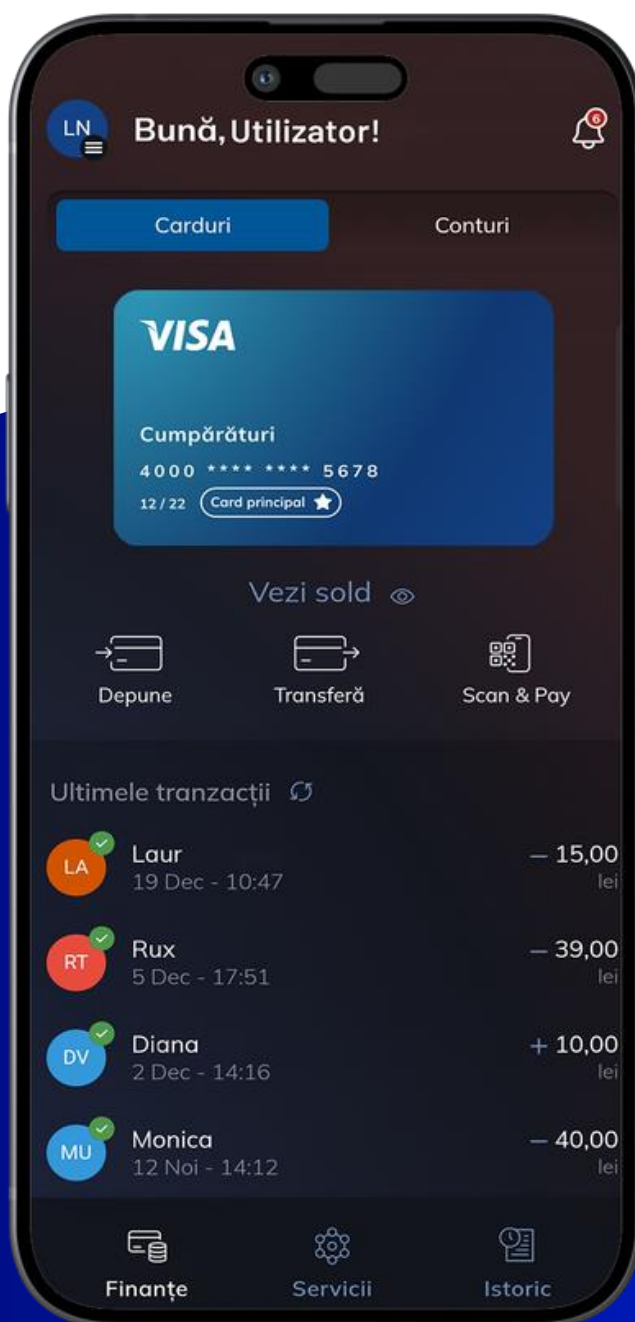 LN
Bună, Utilizator!
6
Carduri
Conturi
VISA
Cumpărături
4000 **** **** 5678
12 / 22 Card principal
Vezi sold
Depune
Transferă
Scan & Pay
Ultimele tranzacții
LA
Laur
19 Dec - 10:47
— 15,00
lei
RT
Rux
5 Dec - 17:51
— 39,00
lei
DV
Diana
2 Dec - 14:16
+ 10,00
lei
MU
Monica
12 Noi - 14:12
— 40,00
lei
Finanțe
Servicii
Istoric